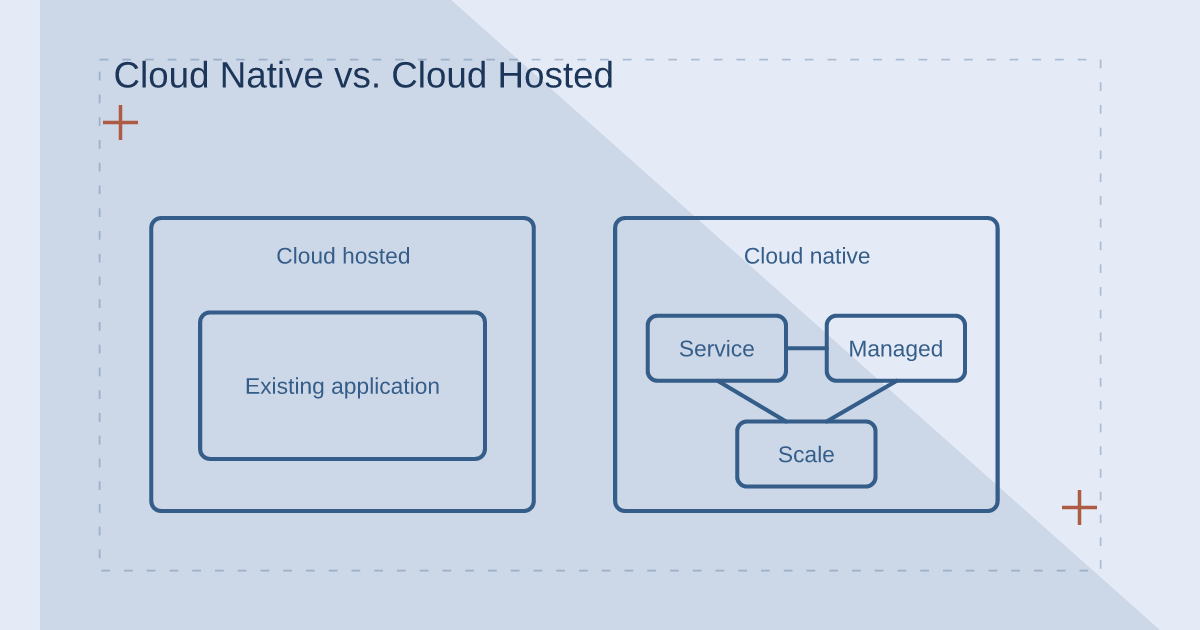 Cloud Native vs. Cloud Hosted
Cloud hosted
Existing application
Cloud native
Service
Managed
Scale